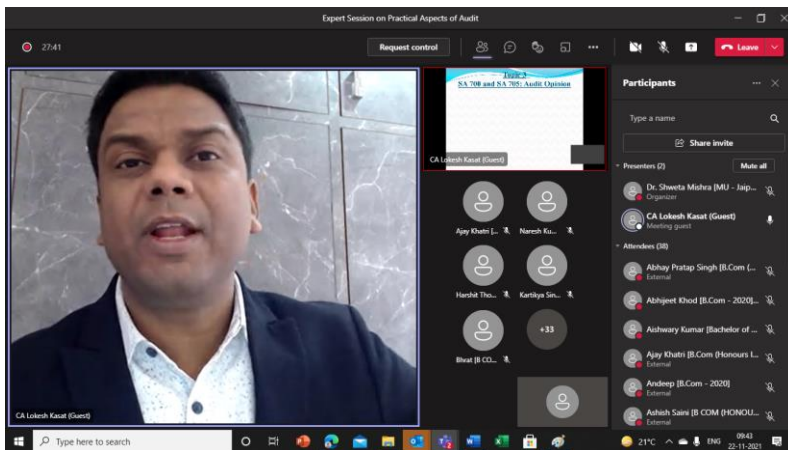 Expert Session on Practical Aspects of Audit
27:41
Request control
Leave
Topic 3
SA 700 and SA 705: Audit Opinion
CA Lokesh Kasat (Guest)
Ajay Khatri [...
Naresh Ku...
Harshit Tho...
Kartikya Sin...
Bhrat [B CO...
+33
CA Lokesh Kasat (Guest)
Participants
Type a name
Share invite
Presenters (2)
Mute all
Dr. Shweta Mishra [MU - Jaip...
Organizer
CA Lokesh Kasat (Guest)
Meeting guest
Attendees (38)
Abhay Pratap Singh [B.Com (...
External
Abhijeet Khod [B.Com - 2020]...
Aishwary Kumar [Bachelor of ...
Ajay Khatri [B.Com (Honours I...
External
Andeep [B.Com - 2020]
External
Ashish Saini [B COM (HONOU...
External
Type here to search
21°C
ENG
09:43
22-11-2021